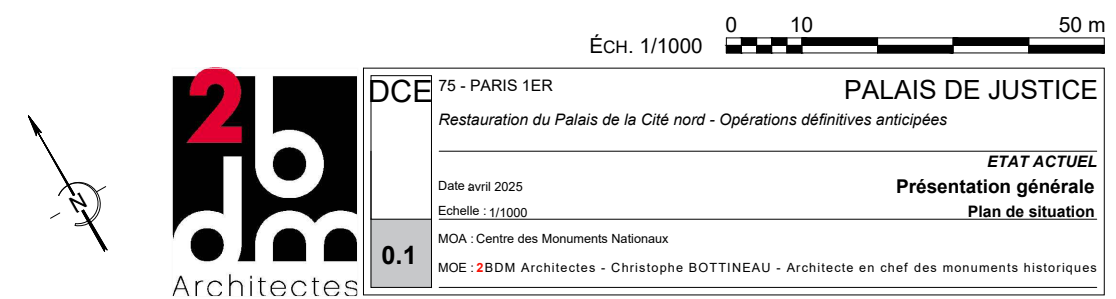 0 10 50 m
ÉCH. 1/1000
N
2
b
dm
Architectes
DCE
75 - PARIS 1ER
PALAIS DE JUSTICE
Restauration du Palais de la Cité nord - Opérations définitives anticipées
ETAT ACTUEL
Date avril 2025
Présentation générale
Echelle : 1/1000
Plan de situation
0.1
MOA : Centre des Monuments Nationaux
MOE : 2BDM Architectes - Christophe BOTTINEAU - Architecte en chef des monuments historiques